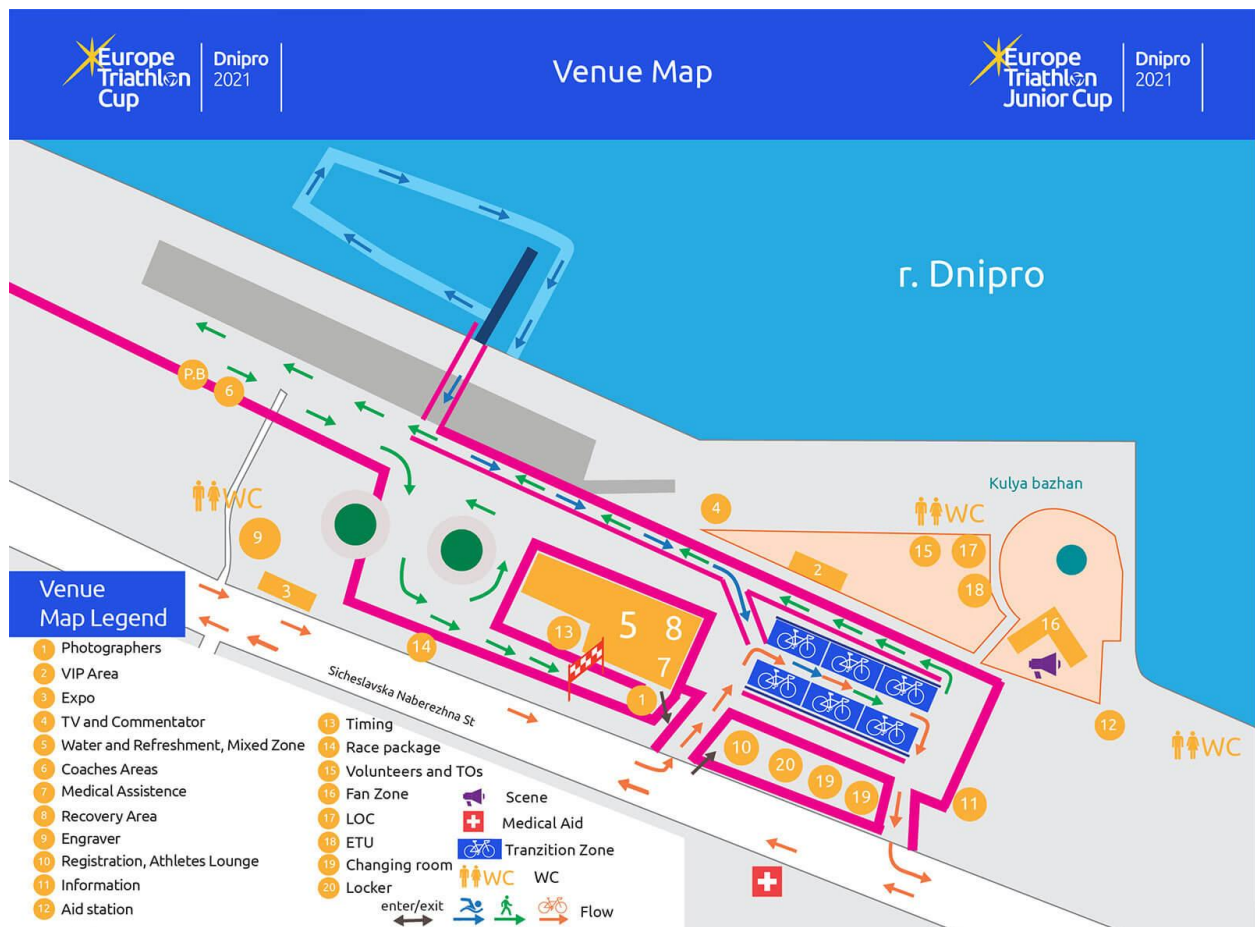 Europe
Triathlon
Cup
Dnipro
2021
Venue Map
Europe
Triathlon
Junior Cup
Dnipro
2021
r. Dnipro
P.B
6
WC
9
3
14
4
WC
Kulya bazhan
15
17
2
18
16
13
5
8
7
1
10
20
19
19
11
12
WC
Sicheslavska Naberezhna St
Venue
Map Legend
1 Photographers
2 VIP Area
3 Expo
4 TV and Commentator
5 Water and Refreshment, Mixed Zone
6 Coaches Areas
7 Medical Assistence
8 Recovery Area
9 Engraver
10 Registration, Athletes Lounge
11 Information
12 Aid station
13 Timing
14 Race package
15 Volunteers and TOs
16 Fan Zone
17 LOC
18 ETU
19 Changing room
20 Locker
Scene
Medical Aid
Tranzition Zone
WC WC
enter/exit
Flow